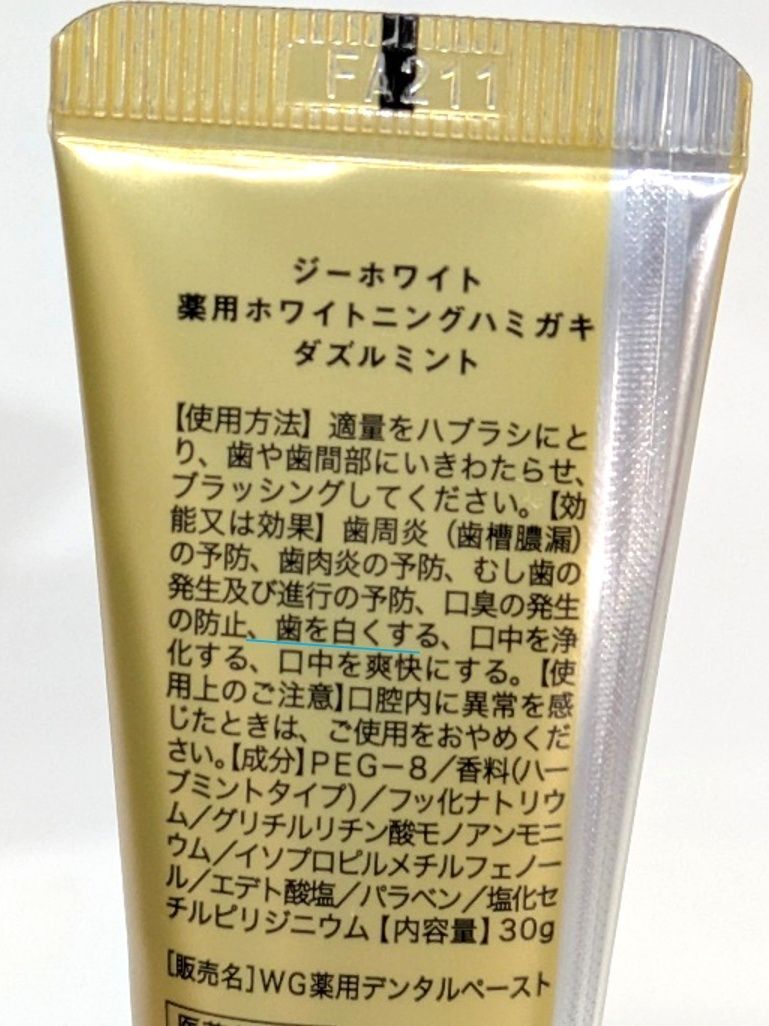 FA211
ジーホワイト
薬用ホワイトニングハミガキ
ダズルミント
【使用方法】適量をハブラシにと
り、歯や歯間部にいきわたらせ、
ブラッシングしてください。【効
能又は効果】歯周炎（歯槽膿漏）
の予防、歯肉炎の予防、むし歯の
発生及び進行の予防、口臭の発生
の防止、歯を白くする、口中を浄
化する、口中を爽快にする。【使
用上のご注意】口腔内に異常を感
じたときは、ご使用をおやめくだ
さい。【成分】PEG－8／香料(ハー
ブミントタイプ)／フッ化ナトリウ
ム／グリチルリチン酸モノアンモニ
ウム／イソプロピルメチルフェノー
ル／エデト酸塩／パラベン／塩化セ
チルピリジニウム【内容量】30g
[販売名]WG薬用デンタルペースト